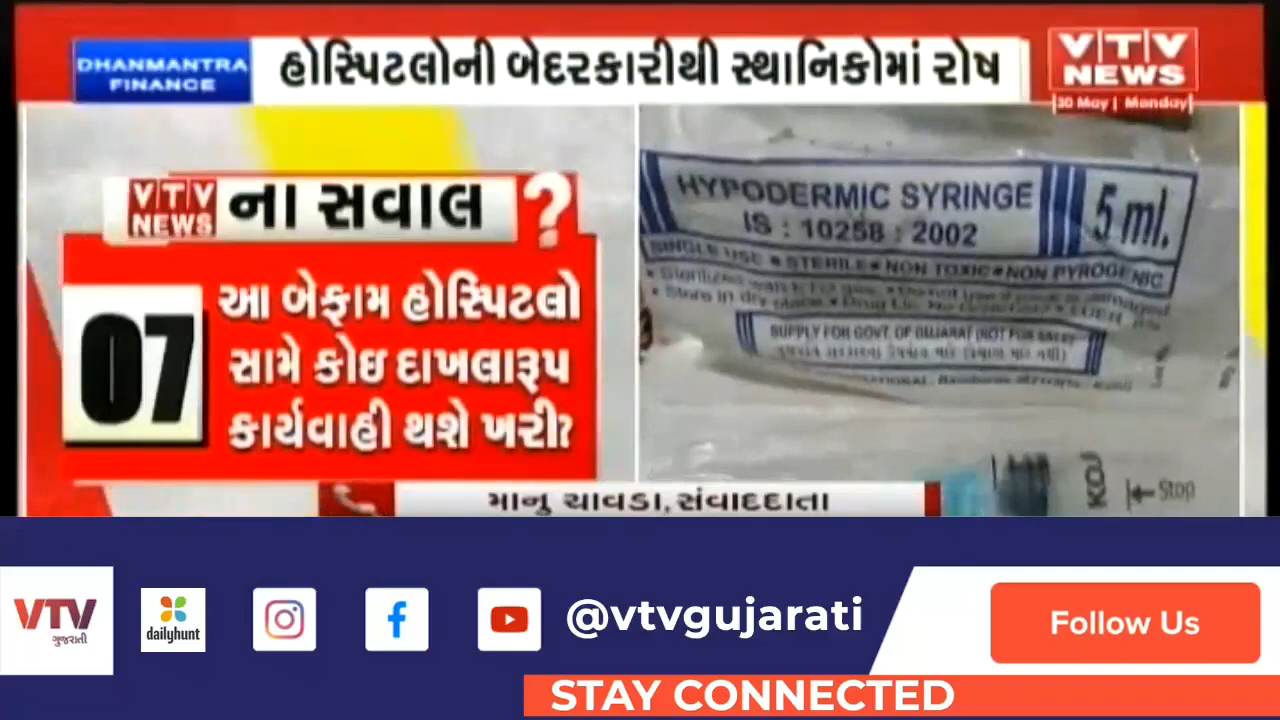 DHANMANTRA
FINANCE
હોસ્પિટલોની બેદરકારીથી સ્થાનિકોમાં રોષ
VTV
NEWS
30 May | Monday
VTV
NEWS
ના સવાલ ?
07
આ બેફામ હોસ્પિટલો
સામે કોઇ દાખલારૂપ
કાર્યવાહી થશે ખરી?
HYPODERMIC SYRINGE
IS : 10258 : 2002
5 ml.
SINGLE USE • STERILE • NON TOXIC • NON PYROGENIC
SUPPLY FOR GOVT. OF GUJARAT (NOT FOR SALE)
KOJ
Stop
માનુ ચાવડા, સંવાદદાતા
VTV
ગુજરાતી
dailyhunt
@vtvgujarati
Follow Us
STAY CONNECTED